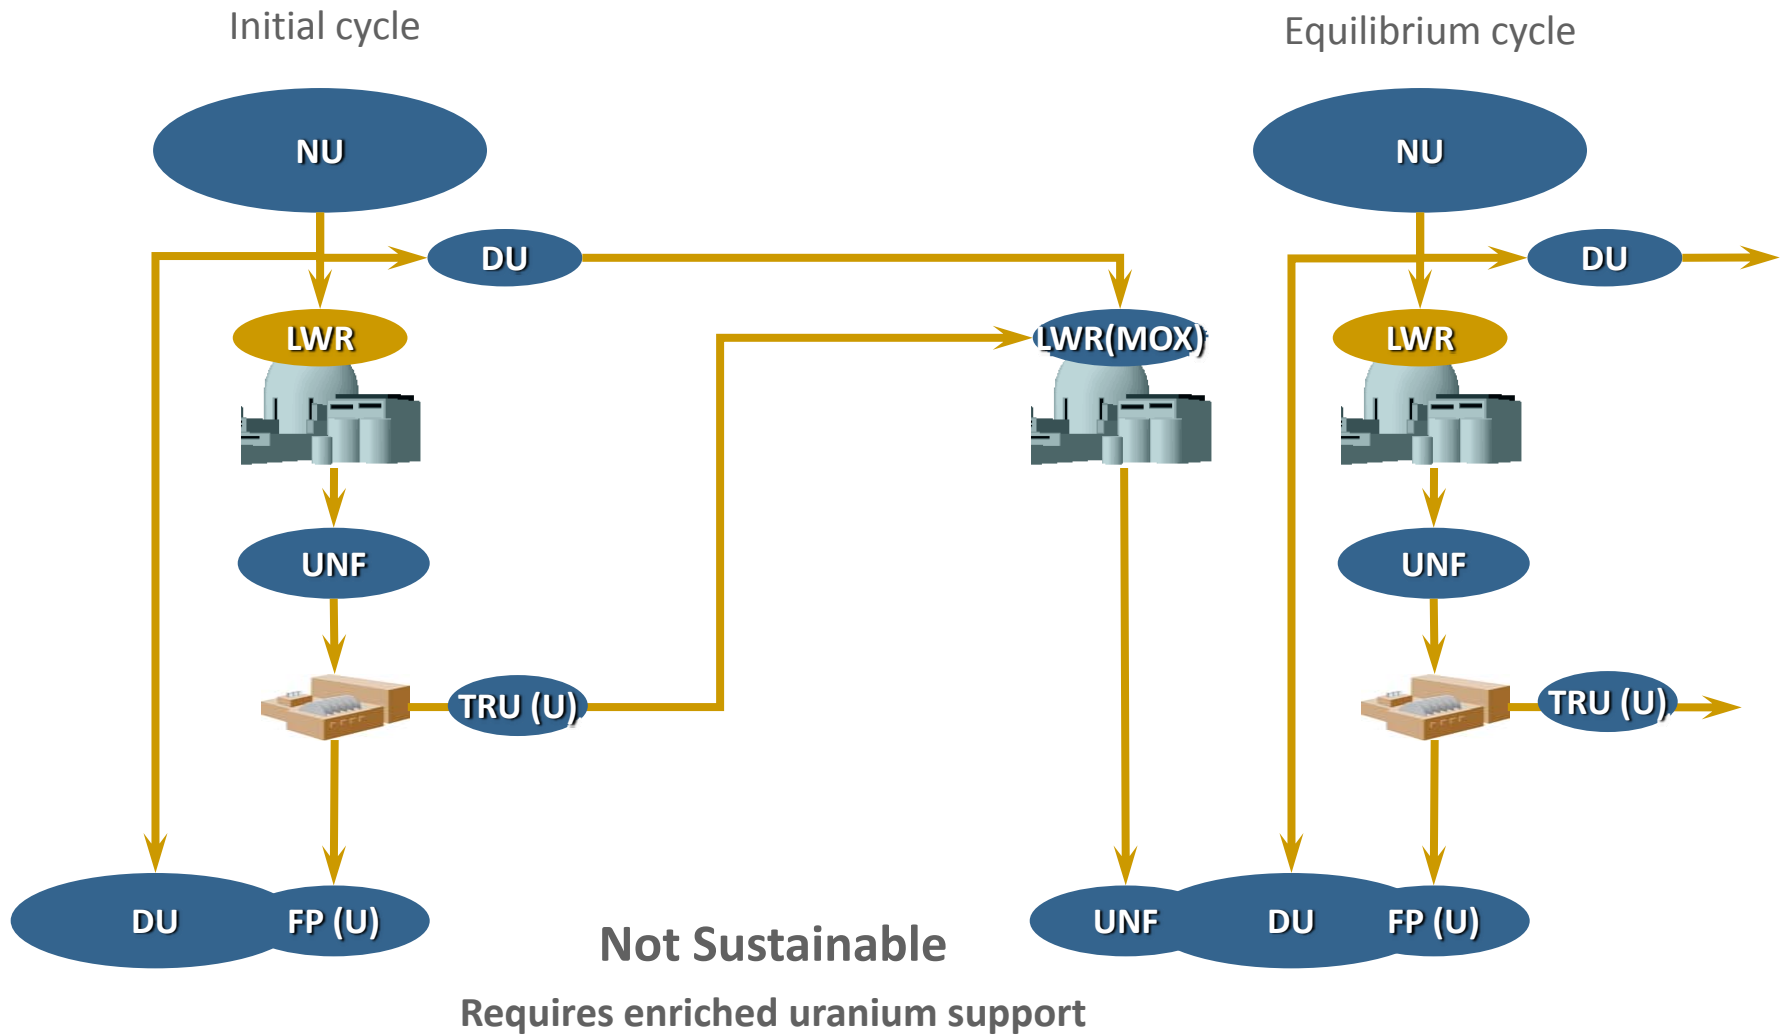 Initial cycle
Equilibrium cycle
NU
NU
DU
DU
LWR
LWR(MOX)
LWR
UNF
UNF
TRU (U)
TRU (U)
DU
FP (U)
UNF
DU
FP (U)
Not Sustainable
Requires enriched uranium support